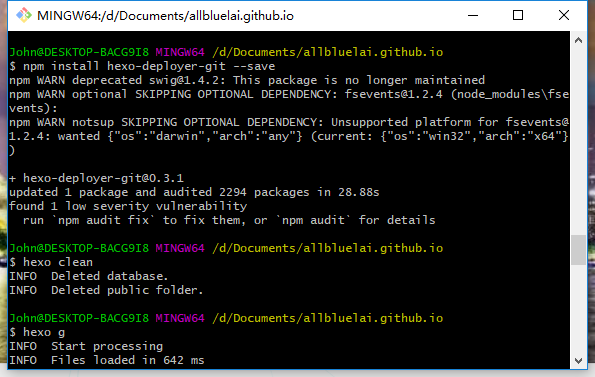 MINGW64:/d/Documents/allbluelai.github.io
John@DESKTOP-BACG9I8 MINGW64 /d/Documents/allbluelai.github.io
$ npm install hexo-deployer-git --save
npm WARN deprecated swig@1.4.2: This package is no longer maintained
npm WARN optional SKIPPING OPTIONAL DEPENDENCY: fsevents@1.2.4 (node_modules\fse
vents):
npm WARN notsup SKIPPING OPTIONAL DEPENDENCY: Unsupported platform for fsevents@
1.2.4: wanted {"os":"darwin","arch":"any"} (current: {"os":"win32","arch":"x64"}
)
+ hexo-deployer-git@0.3.1
updated 1 package and audited 2294 packages in 28.88s
found 1 low severity vulnerability
  run `npm audit fix` to fix them, or `npm audit` for details
John@DESKTOP-BACG9I8 MINGW64 /d/Documents/allbluelai.github.io
$ hexo clean
INFO  Deleted database.
INFO  Deleted public folder.
John@DESKTOP-BACG9I8 MINGW64 /d/Documents/allbluelai.github.io
$ hexo g
INFO  Start processing
INFO  Files loaded in 642 ms